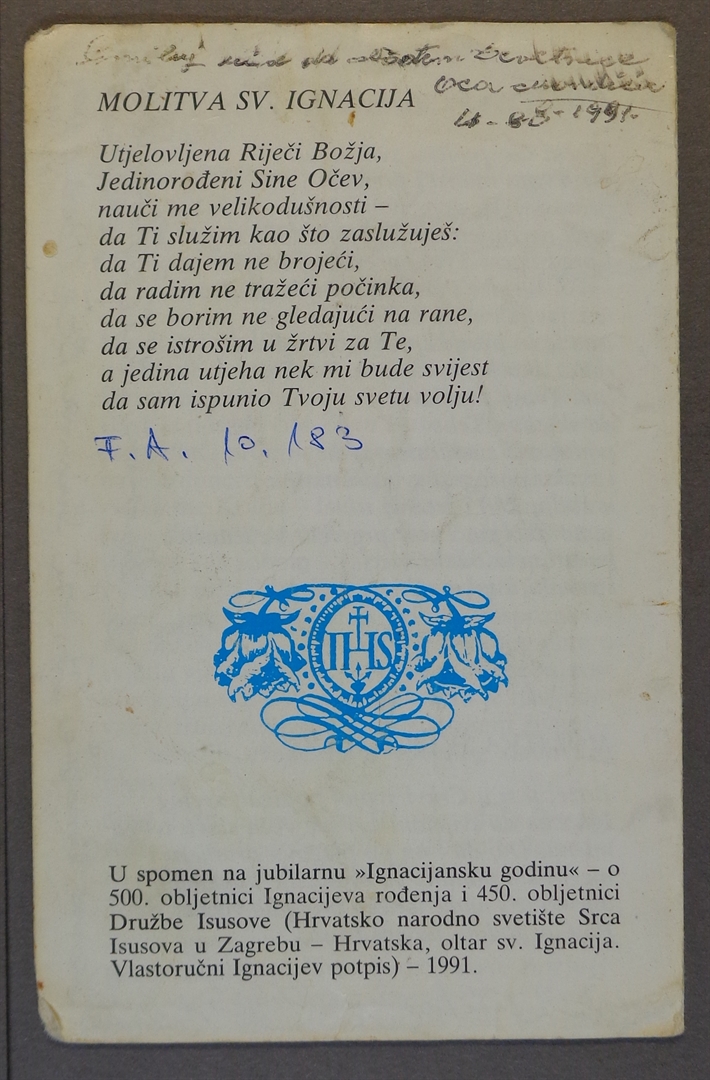 oca
1991.
MOLITVA SV. IGNACIJA
Utjelovljena Riječi Božja,
Jedinorođeni Sine Očev,
nauči me velikodušnosti –
da Ti služim kao što zaslužuješ:
da Ti dajem ne brojeći,
da radim ne tražeći počinka,
da se borim ne gledajući na rane,
da se istrošim u žrtvi za Te,
a jedina utjeha nek mi bude svijest
da sam ispunio Tvoju svetu volju!
F.A. 10.183
IHS
U spomen na jubilarnu »Ignacijansku godinu« – o
500. obljetnici Ignacijeva rođenja i 450. obljetnici
Družbe Isusove (Hrvatsko narodno svetište Srca
Isusova u Zagrebu – Hrvatska, oltar sv. Ignacija.
Vlastoručni Ignacijev potpis) – 1991.